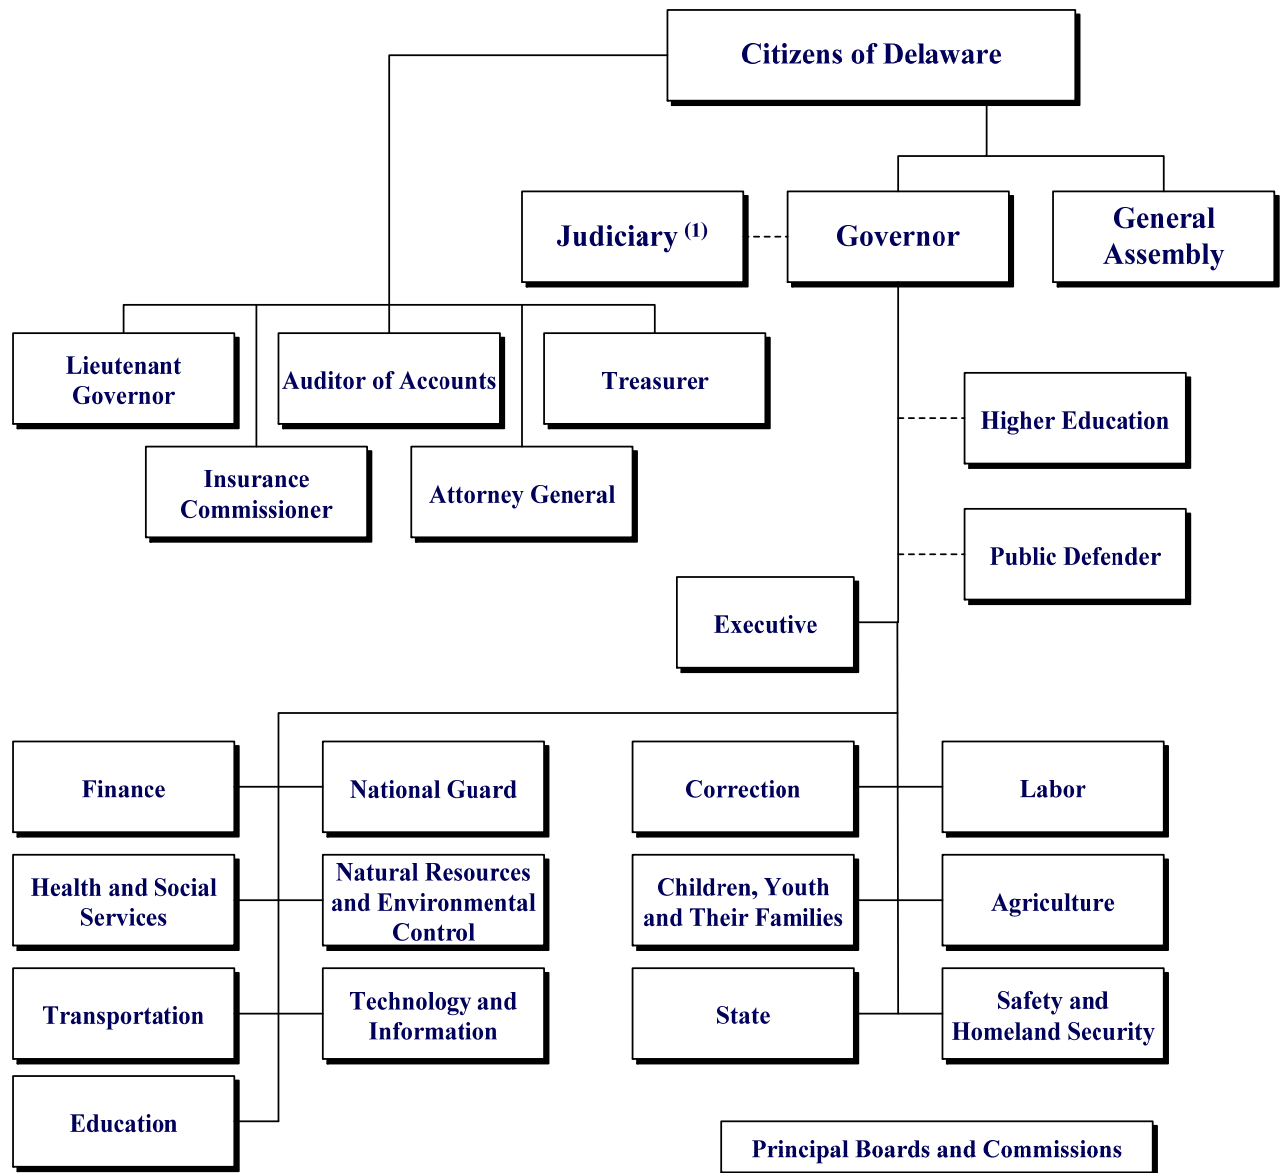 Citizens of Delaware
Judiciary (1)
Governor
General
Assembly
Lieutenant
Governor
Auditor of Accounts
Treasurer
Higher Education
Insurance
Commissioner
Attorney General
Public Defender
Executive
Finance
National Guard
Correction
Labor
Health and Social
Services
Natural Resources
and Environmental
Control
Children, Youth
and Their Families
Agriculture
Transportation
Technology and
Information
State
Safety and
Homeland Security
Education
Principal Boards and Commissions